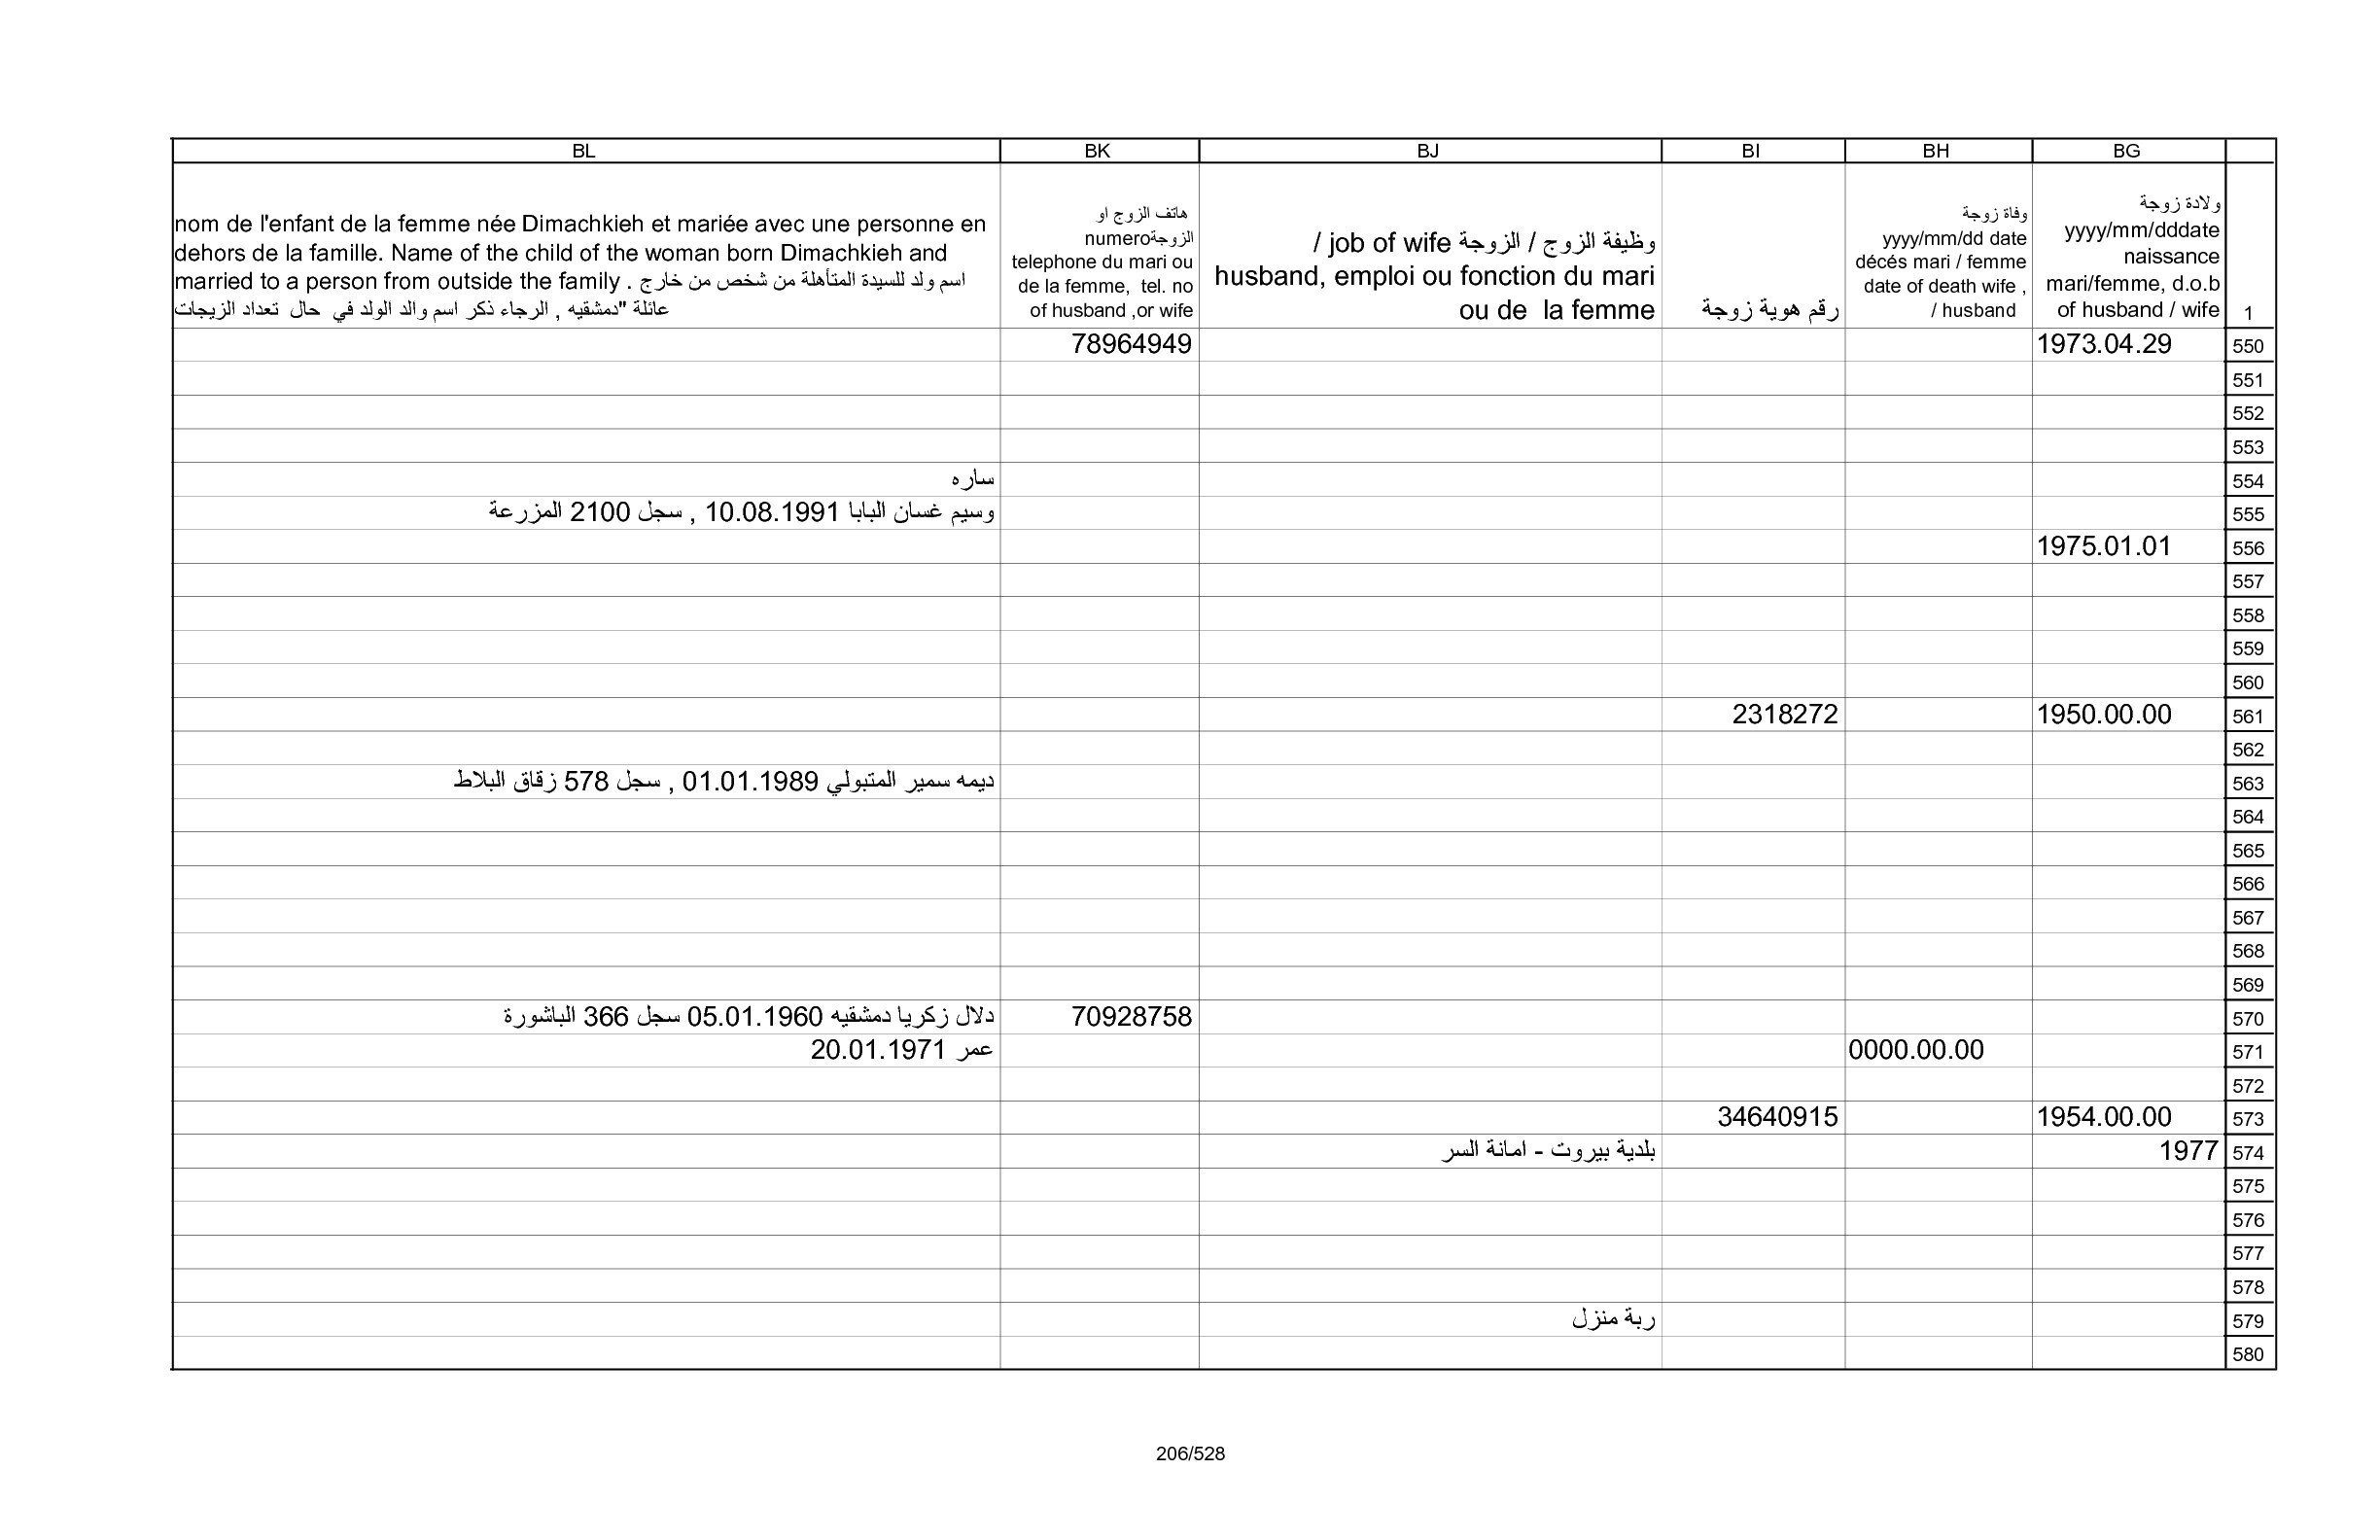 BL BK BJ BI BH BG
nom de l'enfant de la femme née Dimachkieh et mariée avec une personne en
dehors de la famille. Name of the child of the woman born Dimachkieh and
married to a person from outside the family . اسم ولد للسيدة المتأهلة من شخص من خارج
عائلة "دمشقيه , الرجاء ذكر اسم والد الولد في حال تعداد الزيجات
هاتف الزوج او
الزوجةnumero
telephone du mari ou
de la femme, tel. no
of husband ,or wife
وظيفة الزوج / الزوجة job of wife /
husband, emploi ou fonction du mari
ou de la femme
رقم هوية زوجة
وفاة زوجة
yyyy/mm/dd date
décés mari / femme
date of death wife ,
/ husband
ولادة زوجة
yyyy/mm/dddate
naissance
mari/femme, d.o.b
of husband / wife
1
78964949 1973.04.29 550
551
552
553
ساره 554
وسيم غسان البابا 10.08.1991 , سجل 2100 المزرعة 555
1975.01.01 556
557
558
559
560
2318272 1950.00.00 561
562
ديمه سمير المتبولي 01.01.1989 , سجل 578 زقاق البلاط 563
564
565
566
567
568
569
دلال زكريا دمشقيه 05.01.1960 سجل 366 الباشورة 70928758 570
عمر 20.01.1971 0000.00.00 571
572
34640915 1954.00.00 573
بلدية بيروت - امانة السر 1977 574
575
576
577
578
ربة منزل 579
580
206/528